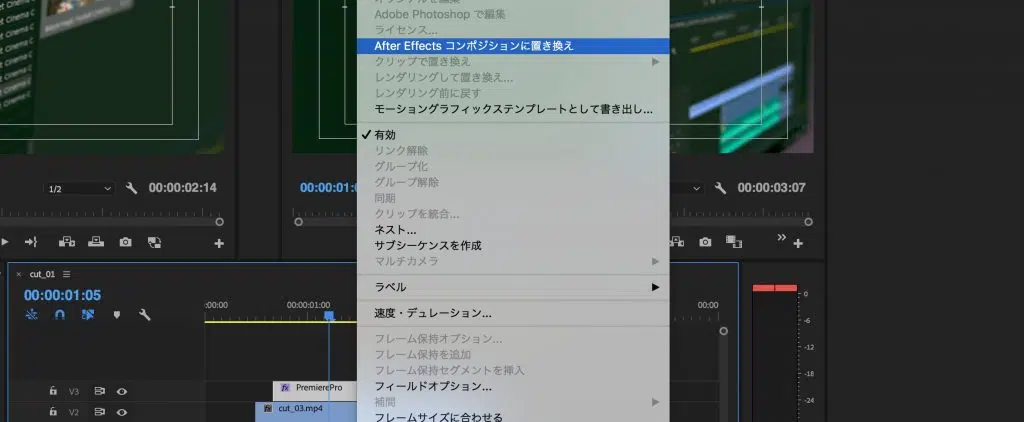 オリジナルを編集
Adobe Photoshop で編集
ライセンス...
After Effects コンポジションに置き換え
クリップで置き換え
レンダリングして置き換え...
レンダリング前に戻す
モーショングラフィックステンプレートとして書き出し...
有効
リンク解除
グループ化
グループ解除
同期
クリップを統合...
ネスト...
サブシーケンスを作成
マルチカメラ
ラベル
速度・デュレーション...
フレーム保持オプション...
フレーム保持を追加
フレーム保持セグメントを挿入
フィールドオプション...
補間
フレームサイズに合わせる
1/2
00:00:02:14
00:00:01:0
00:00:03:07
cut_01
00:00:01:05
:00:00
00:00:01:00
00:00
V3
fx PremierePro
V2
fx cut_03.mp4
0
-6
-12
-18
-24